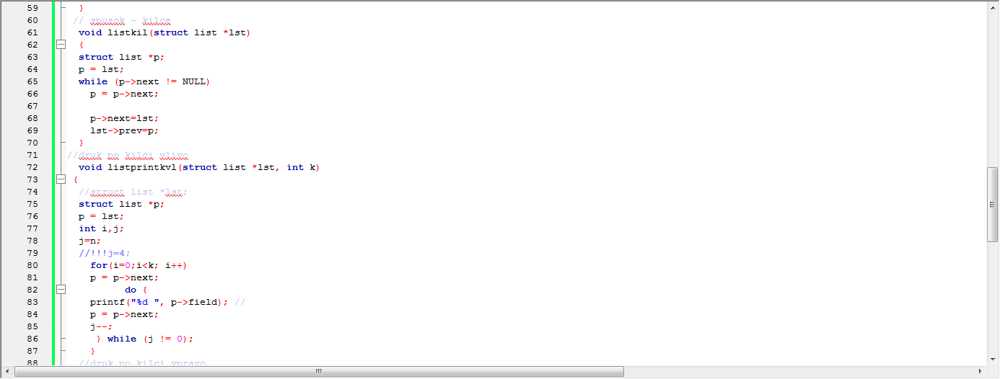 59 }
60 // spusok - kilce
61 void listkil(struct list *lst)
62 {
63 struct list *p;
64 p = lst;
65 while (p->next != NULL)
66 p = p->next;
67
68 p->next=lst;
69 lst->prev=p;
70 }
71 //druk po kilci vlivo
72 void listprintkvl(struct list *lst, int k)
73 {
74 //struct list *lst;
75 struct list *p;
76 p = lst;
77 int i,j;
78 j=n;
79 //!!!j=4;
80 for(i=0;i<k; i++)
81 p = p->next;
82 do {
83 printf("%d ", p->field); //
84 p = p->next;
85 j--;
86 } while (j != 0);
87 }
88 //druk po kilci vpravo